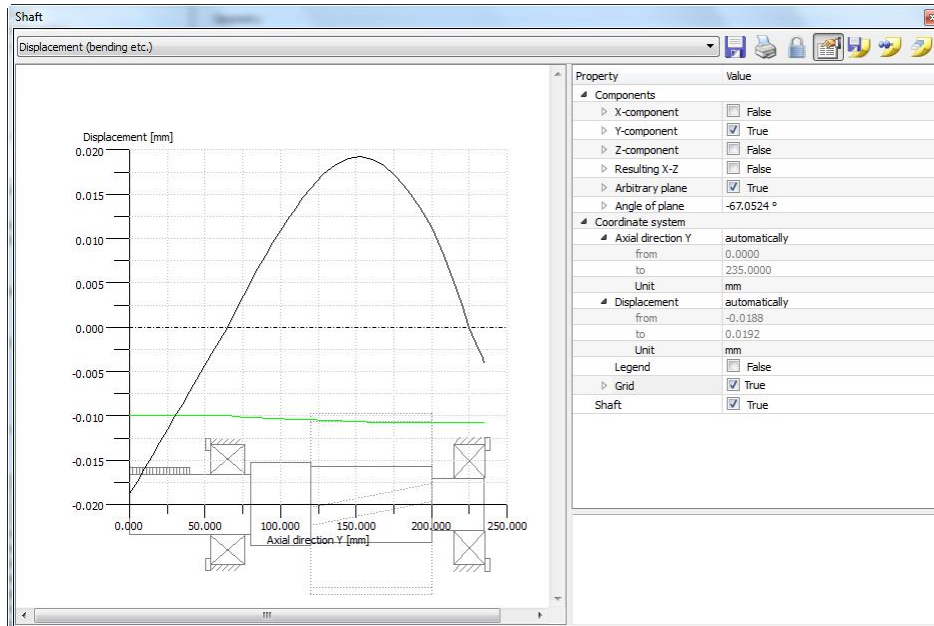 Shaft
Displacement (bending etc.)
Displacement [mm]
0.020
0.015
0.010
0.005
0.000
-0.005
-0.010
-0.015
-0.020
0.000 50.000 100.000 150.000 200.000 250.000
Axial direction Y [mm]
Property Value
Components
X-component False
Y-component True
Z-component False
Resulting X-Z False
Arbitrary plane True
Angle of plane -67.0524 °
Coordinate system
Axial direction Y automatically
from 0.0000
to 235.0000
Unit mm
Displacement automatically
from -0.0188
to 0.0192
Unit mm
Legend False
Grid True
Shaft True